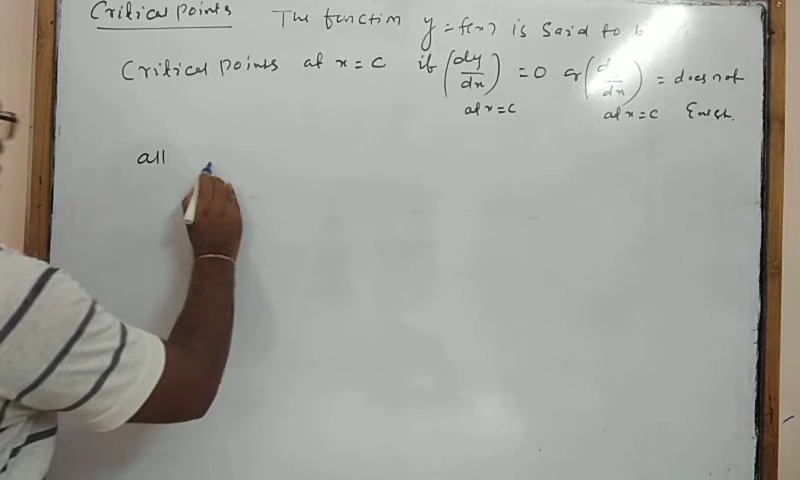 Critical points The function y = f(x) is said to b
Critical points at x = c if (dy/dx) = 0 or (d/dx) = does not
at x = c at x = c Exist.
all